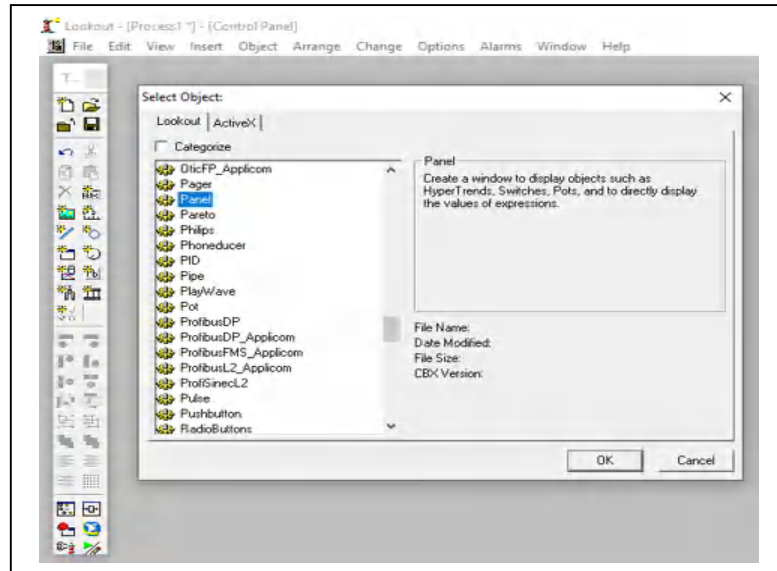 Lookout - [Process1 *] - [Control Panel]
File Edit View Insert Object Arrange Change Options Alarms Window Help
T...
Select Object:
Lookout ActiveX
Categorize
OticFP_Applicom
Pager
Panel
Pareto
Philips
Phoneducer
PID
Pipe
PlayWave
Pot
ProfibusDP
ProfibusDP_Applicom
ProfibusFMS_Applicom
ProfibusL2_Applicom
ProfiSinecL2
Pulse
Pushbutton
RadioButtons
Panel
Create a window to display objects such as
HyperTrends, Switches, Pots, and to directly display
the values of expressions.
File Name:
Date Modified:
File Size:
CBX Version:
OK Cancel